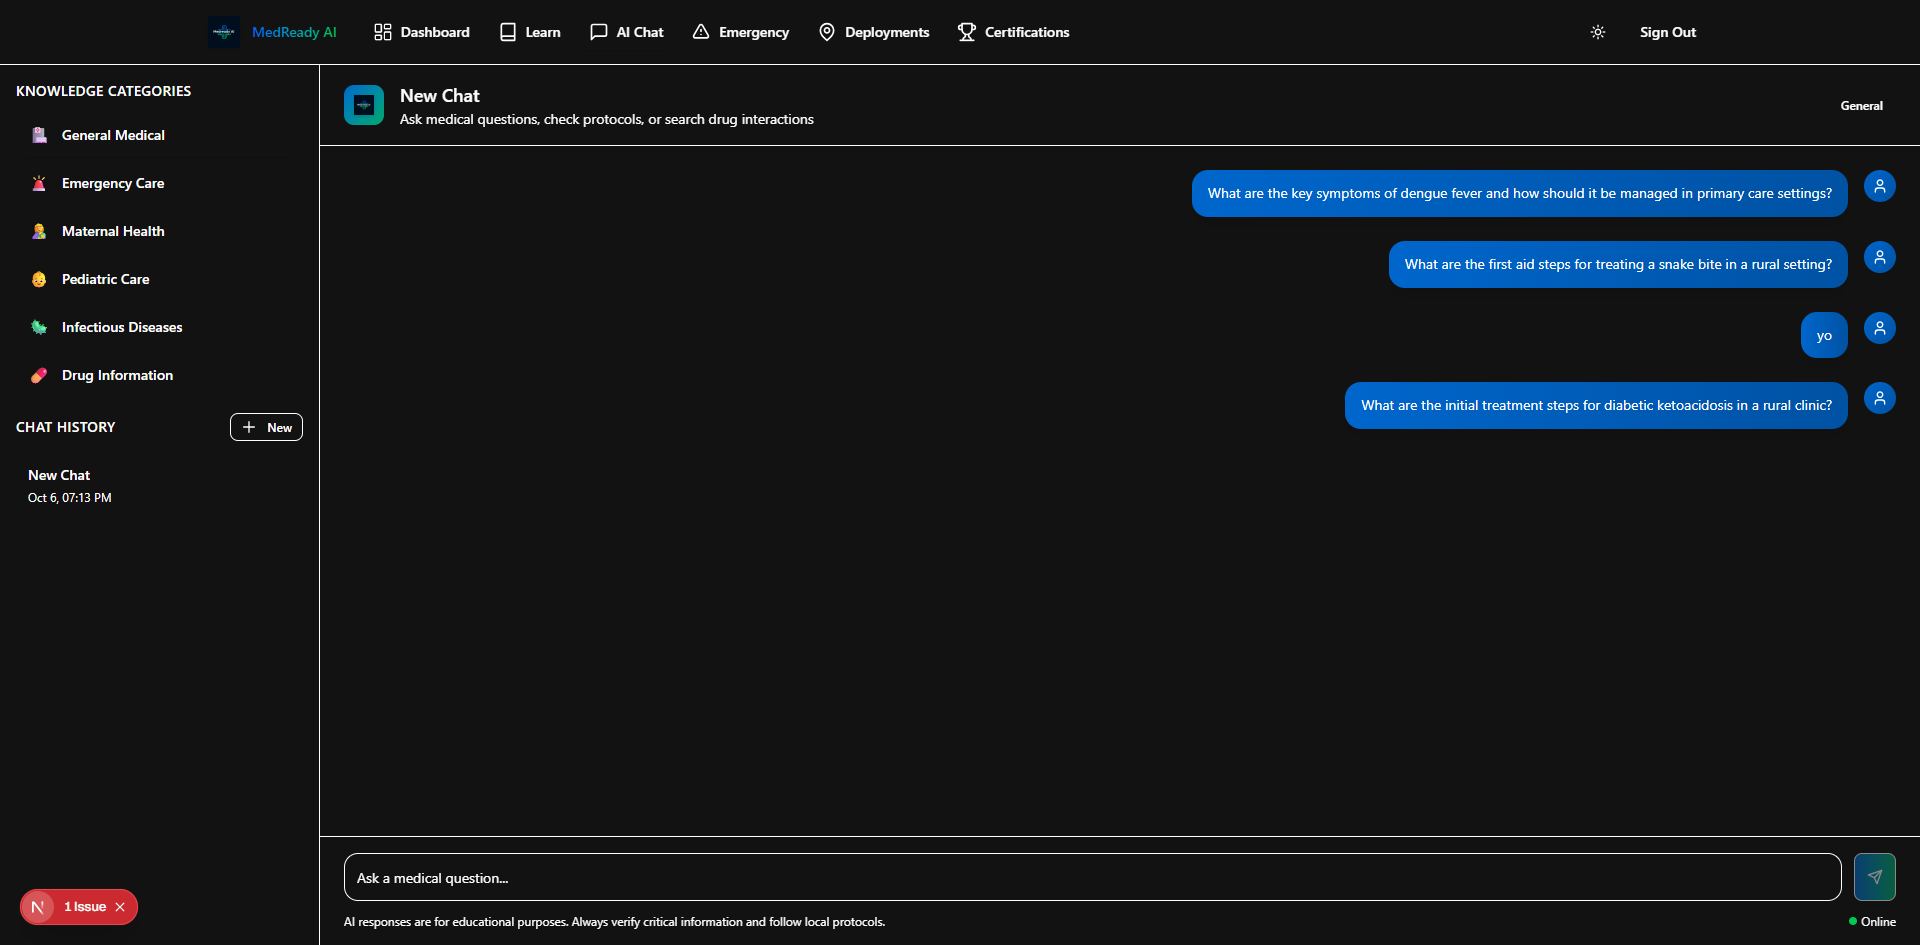 MedReady AI
Dashboard
Learn
AI Chat
Emergency
Deployments
Certifications
Sign Out
KNOWLEDGE CATEGORIES
General Medical
Emergency Care
Maternal Health
Pediatric Care
Infectious Diseases
Drug Information
CHAT HISTORY
New
New Chat
Oct 6, 07:13 PM
N
1 Issue
New Chat
Ask medical questions, check protocols, or search drug interactions
General
What are the key symptoms of dengue fever and how should it be managed in primary care settings?
What are the first aid steps for treating a snake bite in a rural setting?
yo
What are the initial treatment steps for diabetic ketoacidosis in a rural clinic?
Ask a medical question...
AI responses are for educational purposes. Always verify critical information and follow local protocols.
Online